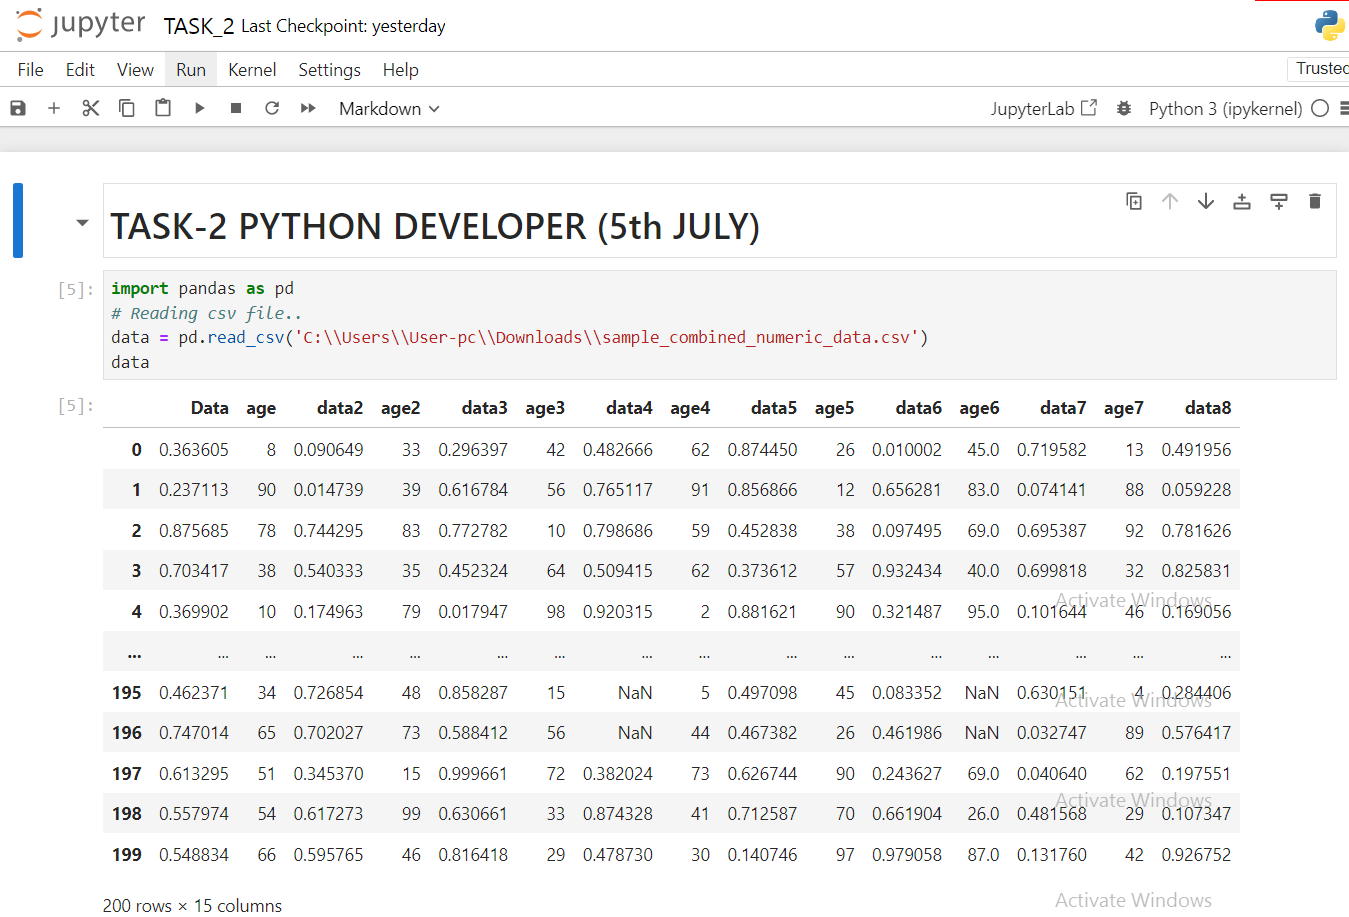 jupyter TASK_2 Last Checkpoint: yesterday
File Edit View Run Kernel Settings Help
Trusted
Markdown JupyterLab Python 3 (ipykernel)
TASK-2 PYTHON DEVELOPER (5th JULY)
[5]: import pandas as pd
# Reading csv file..
data = pd.read_csv('C:\\Users\\User-pc\\Downloads\\sample_combined_numeric_data.csv')
data
[5]:
Data age data2 age2 data3 age3 data4 age4 data5 age5 data6 age6 data7 age7 data8
0 0.363605 8 0.090649 33 0.296397 42 0.482666 62 0.874450 26 0.010002 45.0 0.719582 13 0.491956
1 0.237113 90 0.014739 39 0.616784 56 0.765117 91 0.856866 12 0.656281 83.0 0.074141 88 0.059228
2 0.875685 78 0.744295 83 0.772782 10 0.798686 59 0.452838 38 0.097495 69.0 0.695387 92 0.781626
3 0.703417 38 0.540333 35 0.452324 64 0.509415 62 0.373612 57 0.932434 40.0 0.699818 32 0.825831
Activate Windows
4 0.369902 10 0.174963 79 0.017947 98 0.920315 2 0.881621 90 0.321487 95.0 0.101644 46 0.169056
... ... ... ... ... ... ... ... ... ... ... ... ... ... ... ...
195 0.462371 34 0.726854 48 0.858287 15 NaN 5 0.497098 45 0.083352 NaN 0.630151 4 0.284406
Activate Windows
196 0.747014 65 0.702027 73 0.588412 56 NaN 44 0.467382 26 0.461986 NaN 0.032747 89 0.576417
197 0.613295 51 0.345370 15 0.999661 72 0.382024 73 0.626744 90 0.243627 69.0 0.040640 62 0.197551
Activate Windows
198 0.557974 54 0.617273 99 0.630661 33 0.874328 41 0.712587 70 0.661904 26.0 0.481568 29 0.107347
199 0.548834 66 0.595765 46 0.816418 29 0.478730 30 0.140746 97 0.979058 87.0 0.131760 42 0.926752
200 rows × 15 columns
Activate Windows